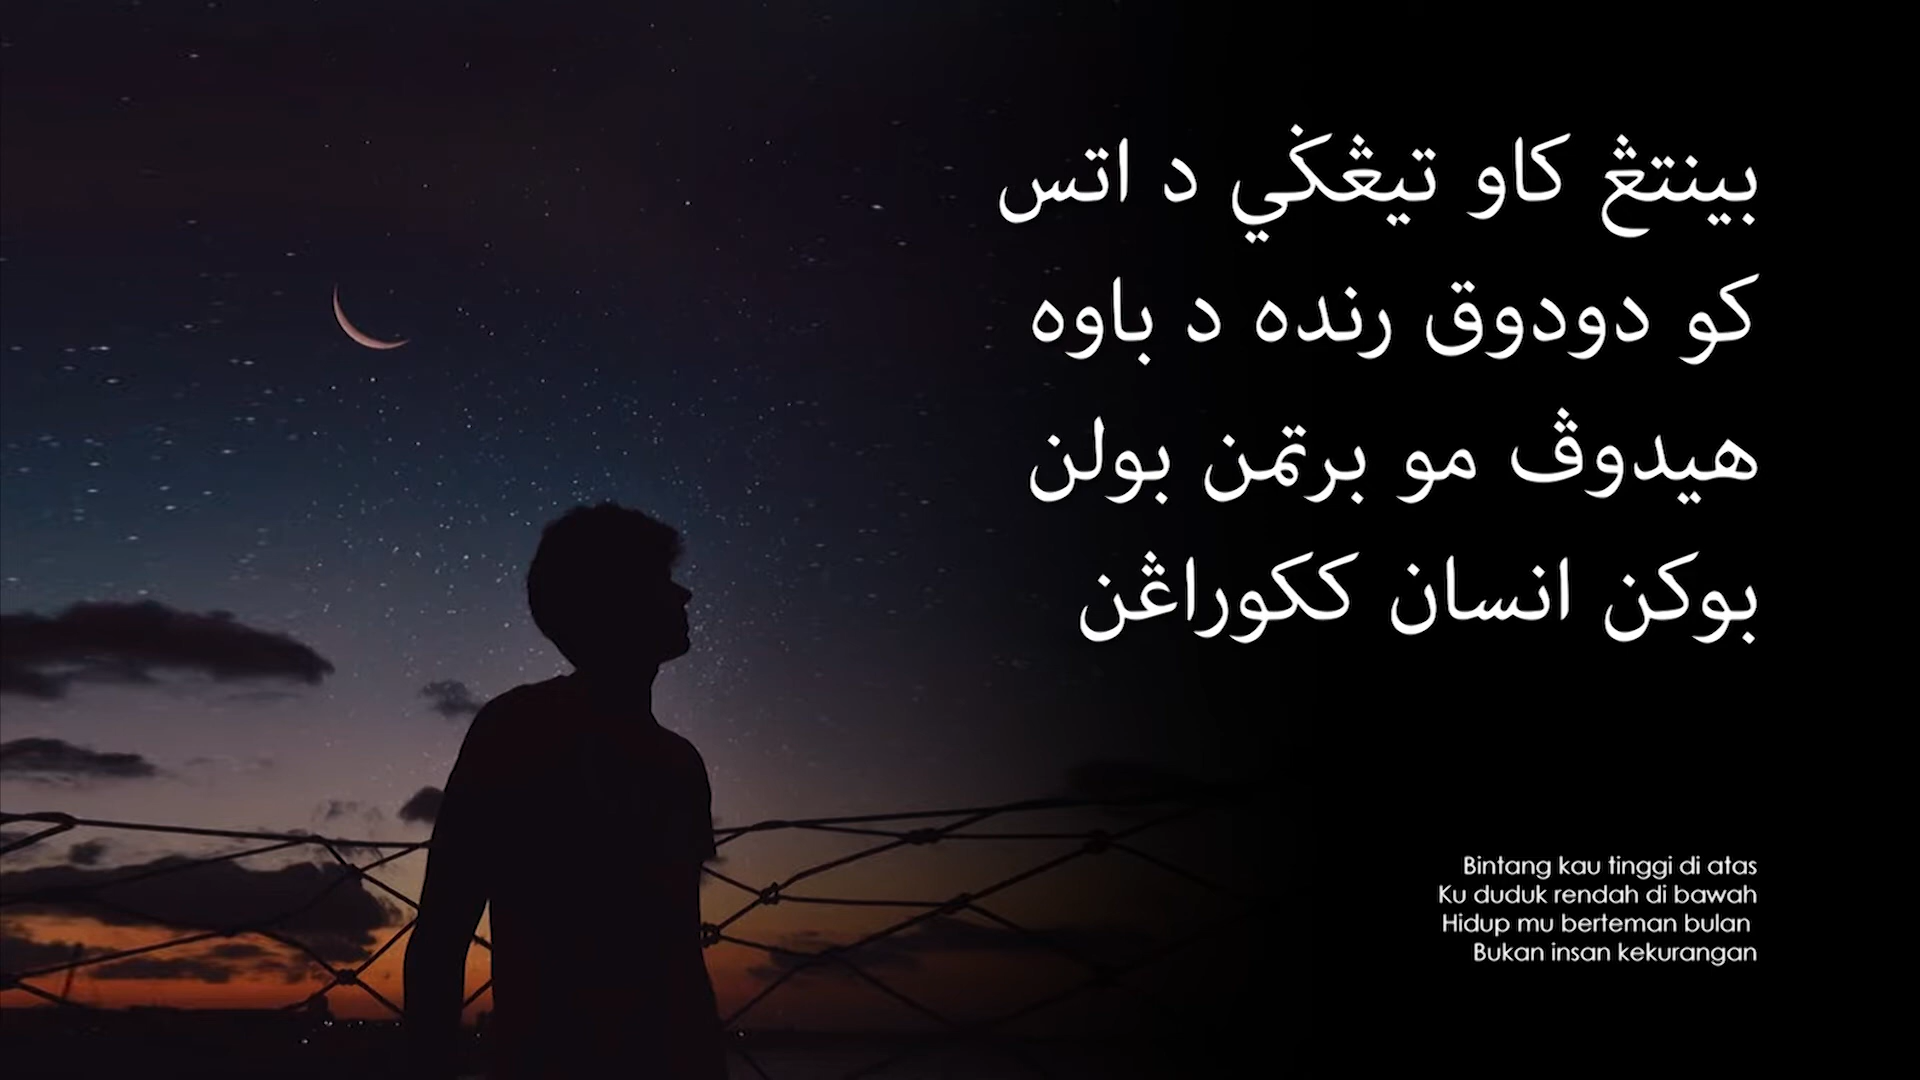 بينتڠ كاو تيڠݢي د اتس
كو دودوق رنده د باوه
هيدوڤ مو برتمن بولن
بوكن انسان ككوراڠن
Bintang kau tinggi di atas
Ku duduk rendah di bawah
Hidup mu berteman bulan
Bukan insan kekurangan